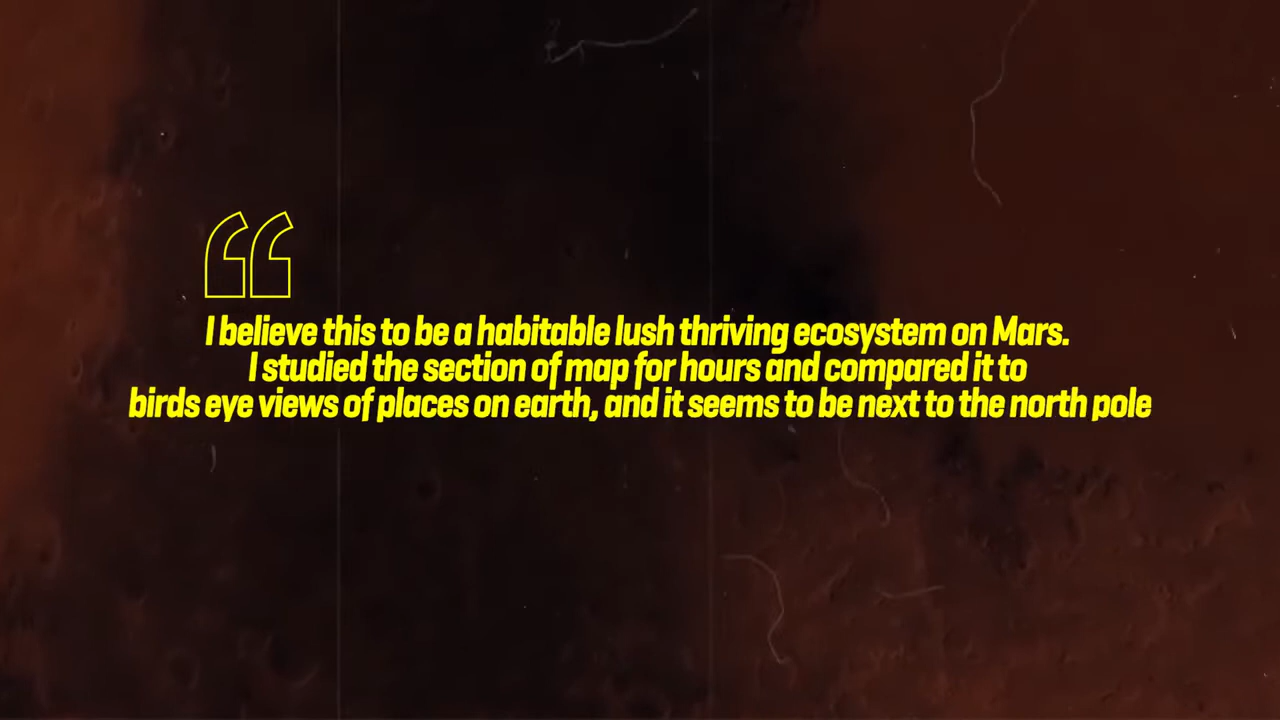 “
I believe this to be a habitable lush thriving ecosystem on Mars.
I studied the section of map for hours and compared it to
birds eye views of places on earth, and it seems to be next to the north pole